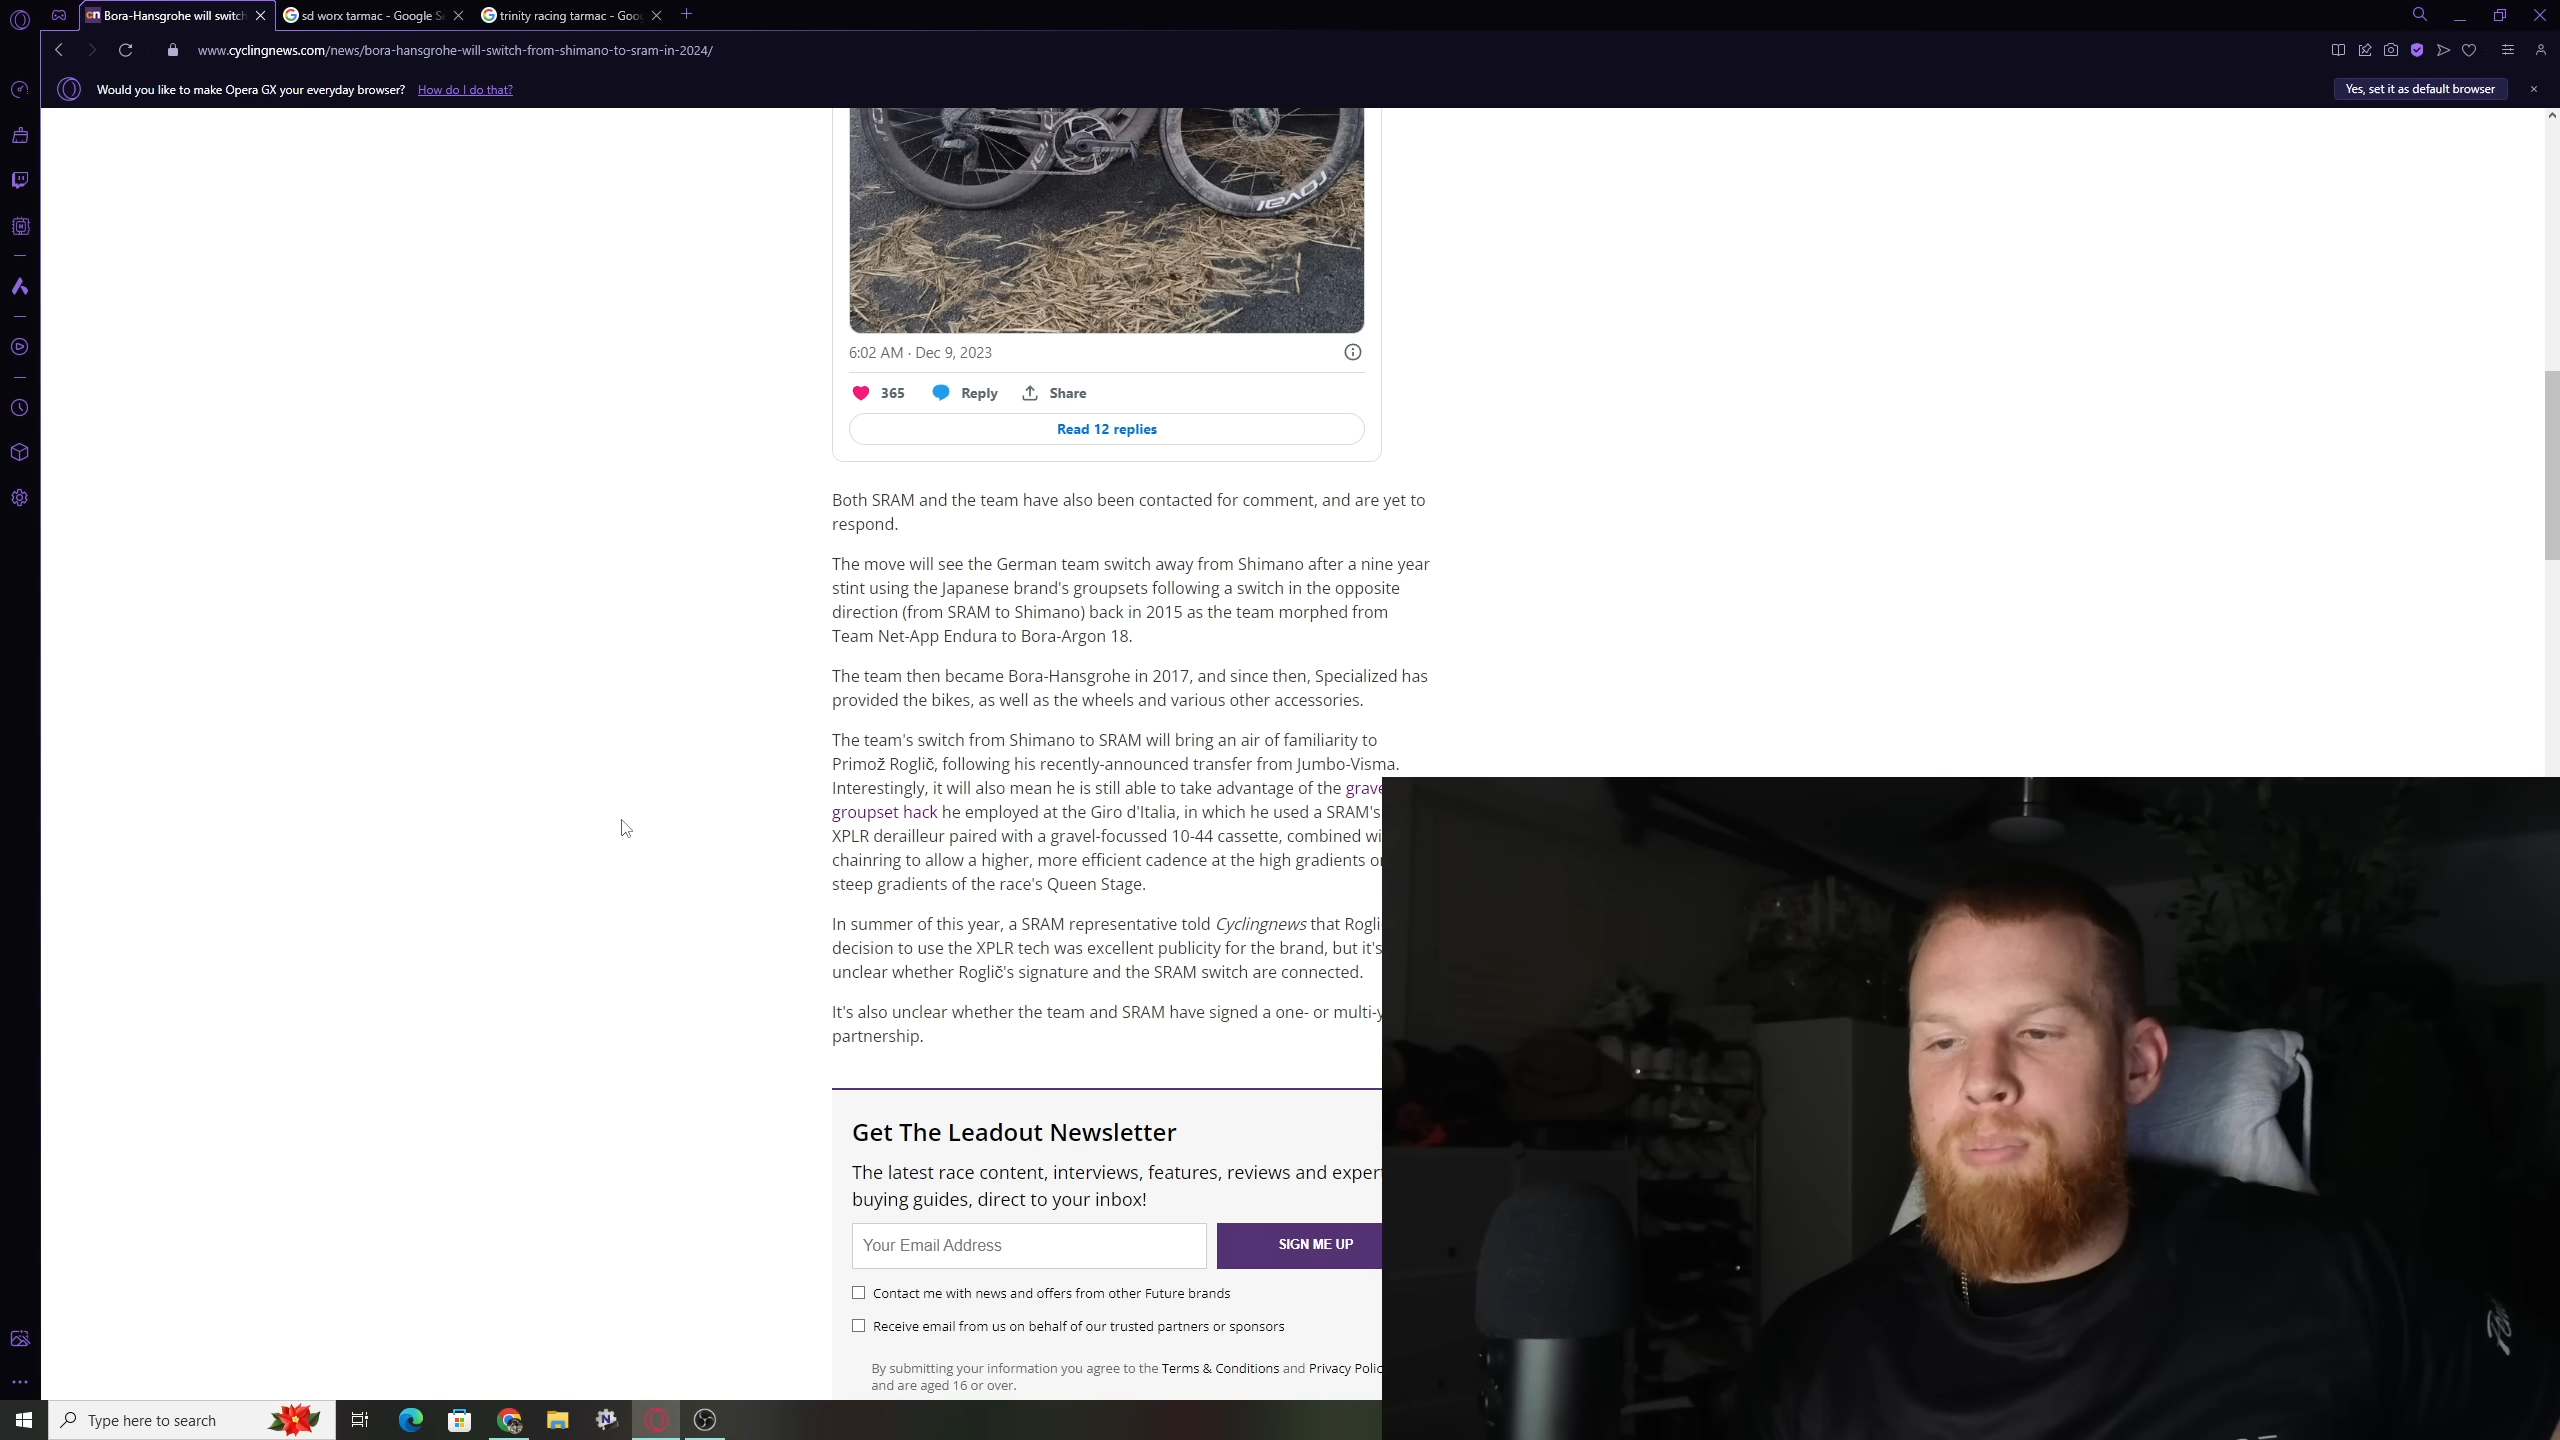 Bora-Hansgrohe will switch
sd worx tarmac - Google Se
trinity racing tarmac - Goo
www.cyclingnews.com/news/bora-hansgrohe-will-switch-from-shimano-to-sram-in-2024/
Would you like to make Opera GX your everyday browser? How do I do that?
Yes, set it as default browser
SRAM
roval
6:02 AM · Dec 9, 2023
365 Reply Share
Read 12 replies
Both SRAM and the team have also been contacted for comment, and are yet to
respond.
The move will see the German team switch away from Shimano after a nine year
stint using the Japanese brand's groupsets following a switch in the opposite
direction (from SRAM to Shimano) back in 2015 as the team morphed from
Team Net-App Endura to Bora-Argon 18.
The team then became Bora-Hansgrohe in 2017, and since then, Specialized has
provided the bikes, as well as the wheels and various other accessories.
The team's switch from Shimano to SRAM will bring an air of familiarity to
Primož Roglič, following his recently-announced transfer from Jumbo-Visma.
Interestingly, it will also mean he is still able to take advantage of the grave
groupset hack he employed at the Giro d'Italia, in which he used a SRAM's
XPLR derailleur paired with a gravel-focussed 10-44 cassette, combined wi
chainring to allow a higher, more efficient cadence at the high gradients o
steep gradients of the race's Queen Stage.
In summer of this year, a SRAM representative told Cyclingnews that Rogli
decision to use the XPLR tech was excellent publicity for the brand, but it's
unclear whether Roglič's signature and the SRAM switch are connected.
It's also unclear whether the team and SRAM have signed a one- or multi-y
partnership.
Get The Leadout Newsletter
The latest race content, interviews, features, reviews and expert
buying guides, direct to your inbox!
Your Email Address
SIGN ME UP
Contact me with news and offers from other Future brands
Receive email from us on behalf of our trusted partners or sponsors
By submitting your information you agree to the Terms & Conditions and Privacy Polic
and are aged 16 or over.
Type here to search